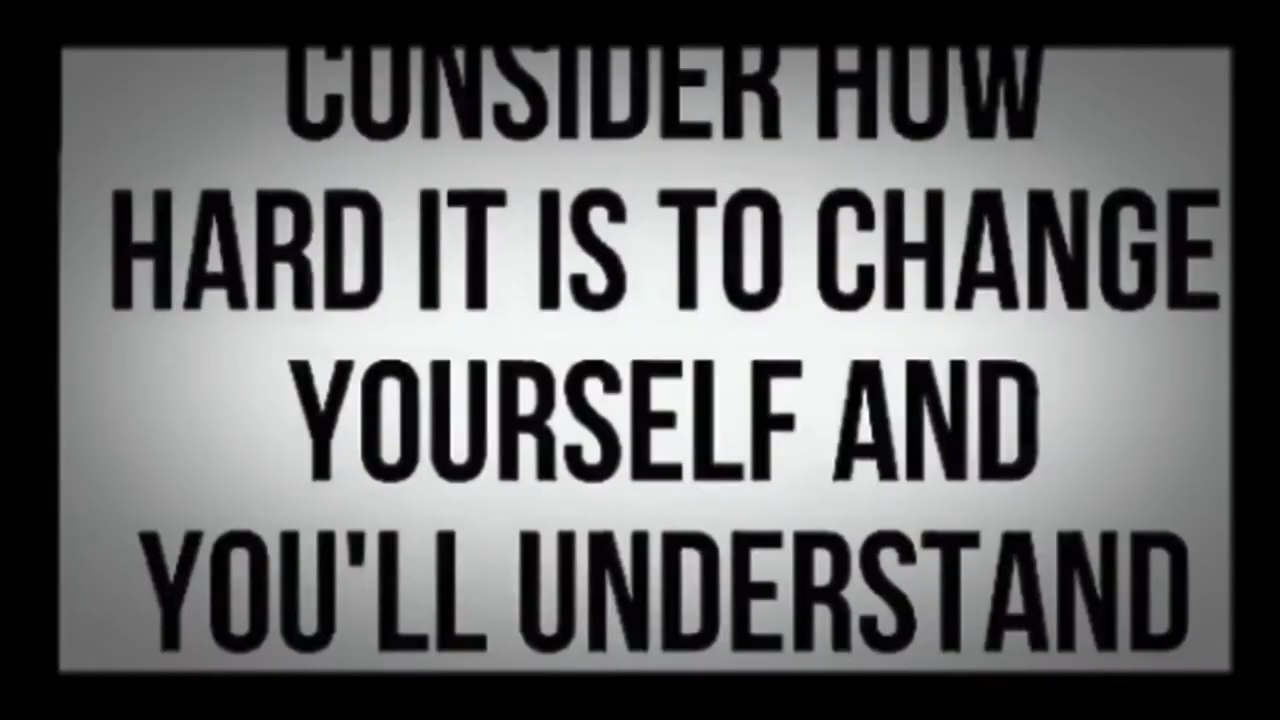 CONSIDER HOW
HARD IT IS TO CHANGE
YOURSELF AND
YOU'LL UNDERSTAND